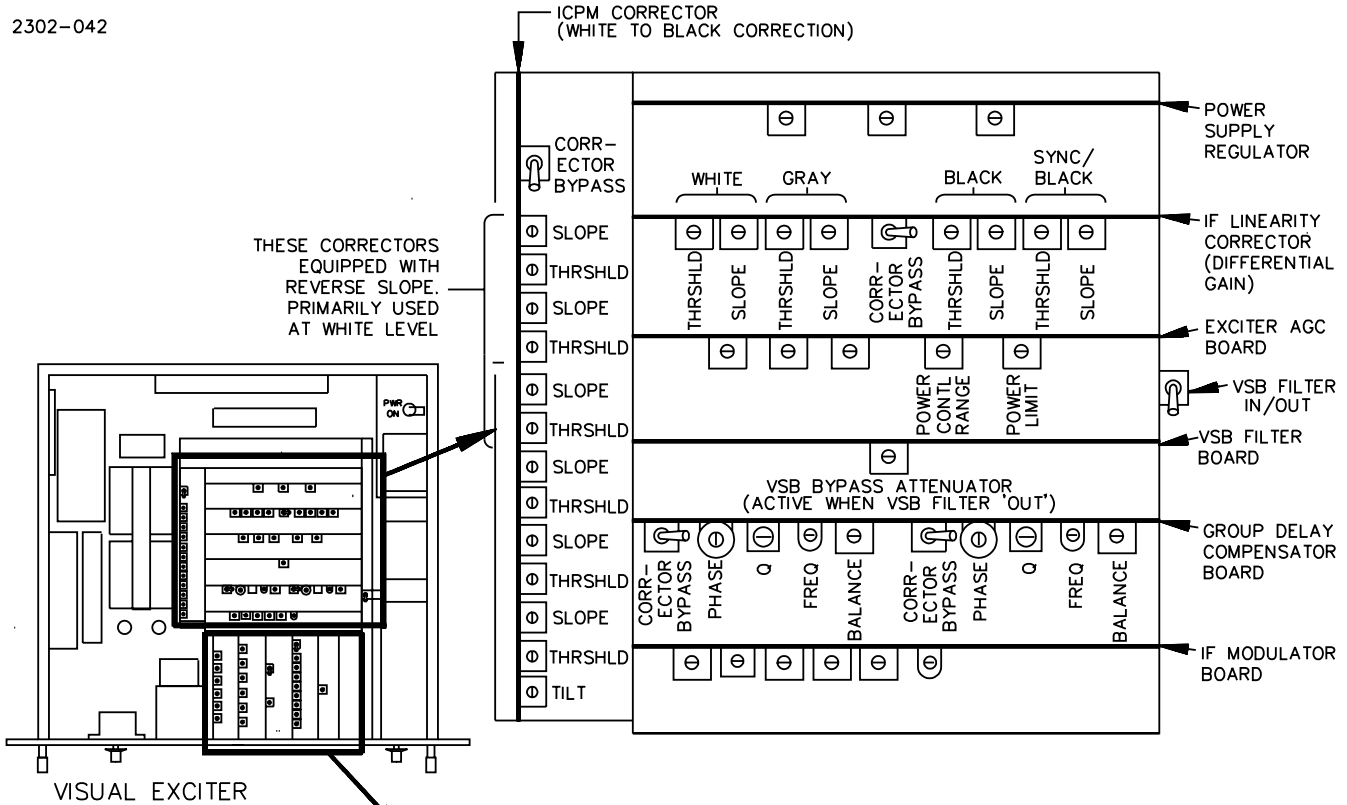 2302-042
ICPM CORRECTOR
(WHITE TO BLACK CORRECTION)
CORR-
ECTOR
BYPASS
SLOPE
THRSHLD
SLOPE
THRSHLD
SLOPE
THRSHLD
SLOPE
THRSHLD
SLOPE
THRSHLD
SLOPE
THRSHLD
TILT
THESE CORRECTORS
EQUIPPED WITH
REVERSE SLOPE.
PRIMARILY USED
AT WHITE LEVEL
POWER
SUPPLY
REGULATOR
WHITE
GRAY
BLACK
SYNC/
BLACK
THRSHLD
SLOPE
THRSHLD
SLOPE
CORR-
ECTOR
BYPASS
THRSHLD
SLOPE
THRSHLD
SLOPE
IF LINEARITY
CORRECTOR
(DIFFERENTIAL
GAIN)
EXCITER AGC
BOARD
POWER
CONTL
RANGE
POWER
LIMIT
VSB FILTER
IN/OUT
VSB FILTER
BOARD
VSB BYPASS ATTENUATOR
(ACTIVE WHEN VSB FILTER 'OUT')
GROUP DELAY
COMPENSATOR
BOARD
CORR-
ECTOR
BYPASS
PHASE
Q
FREQ
BALANCE
CORR-
ECTOR
BYPASS
PHASE
Q
FREQ
BALANCE
IF MODULATOR
BOARD
PWR
ON
VISUAL EXCITER